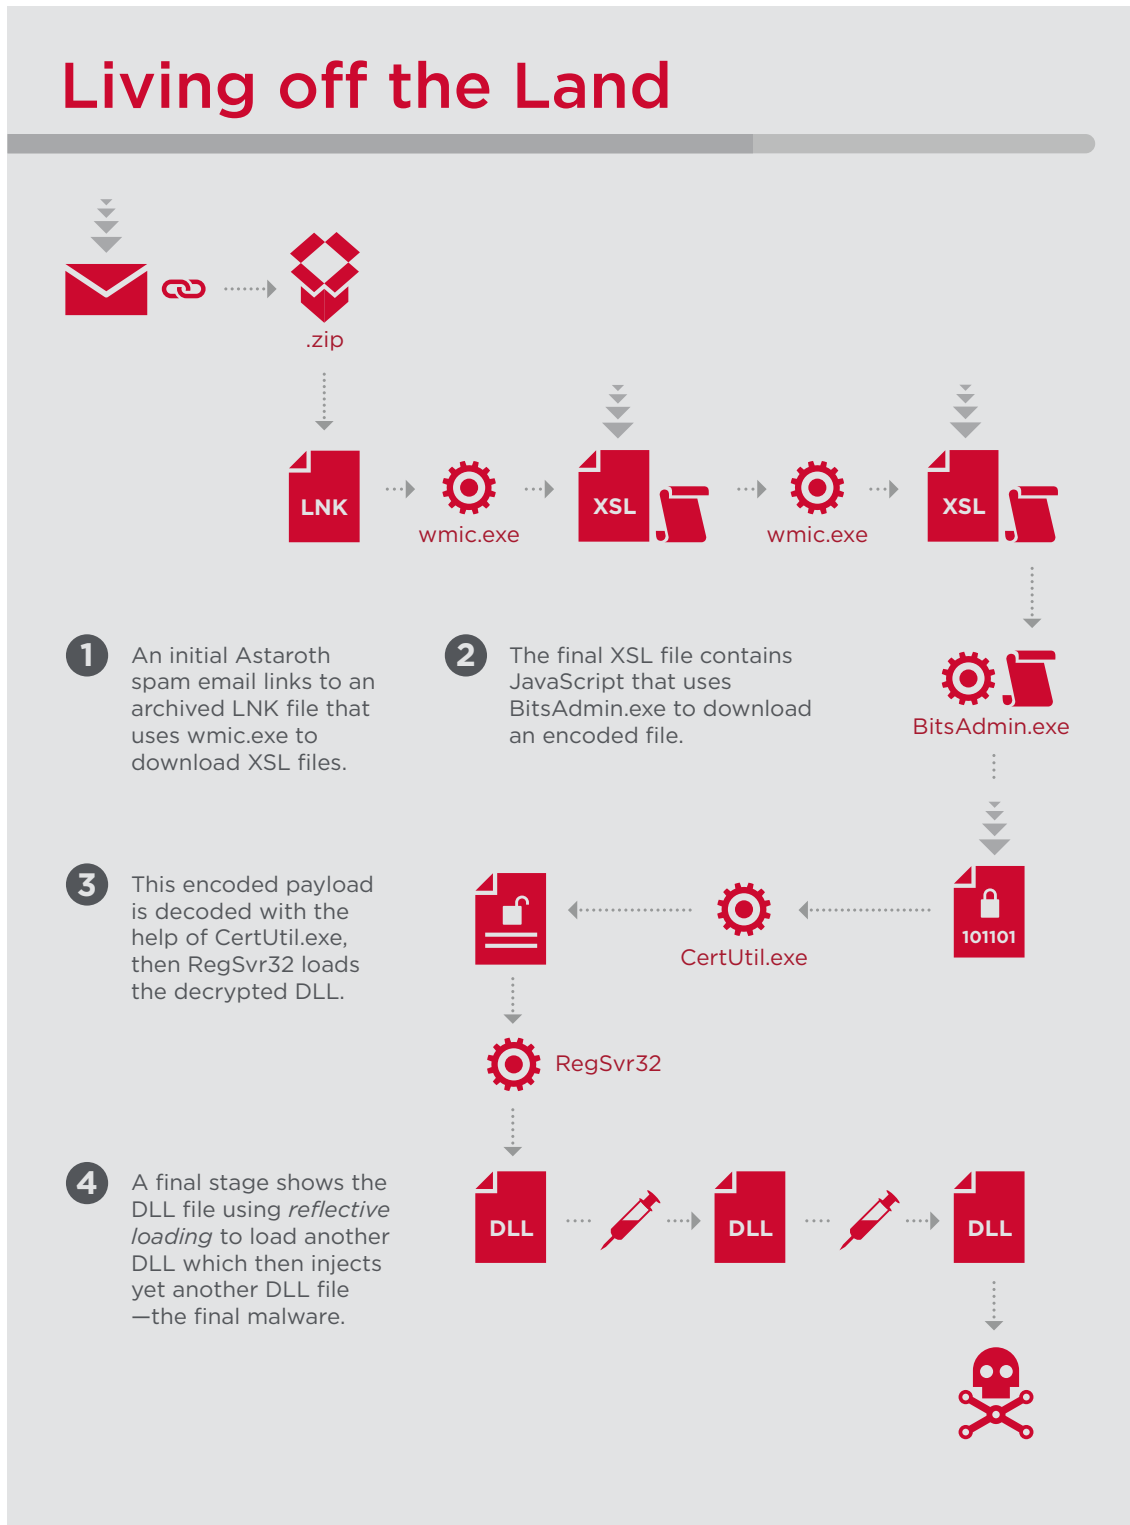 Living off the Land
.zip
LNK
wmic.exe
XSL
wmic.exe
XSL
1
An initial Astaroth
spam email links to an
archived LNK file that
uses wmic.exe to
download XSL files.
2
The final XSL file contains
JavaScript that uses
BitsAdmin.exe to download
an encoded file.
BitsAdmin.exe
3
This encoded payload
is decoded with the
help of CertUtil.exe,
then RegSvr32 loads
the decrypted DLL.
CertUtil.exe
101101
RegSvr32
4
A final stage shows the
DLL file using reflective
loading to load another
DLL which then injects
yet another DLL file
—the final malware.
DLL
DLL
DLL